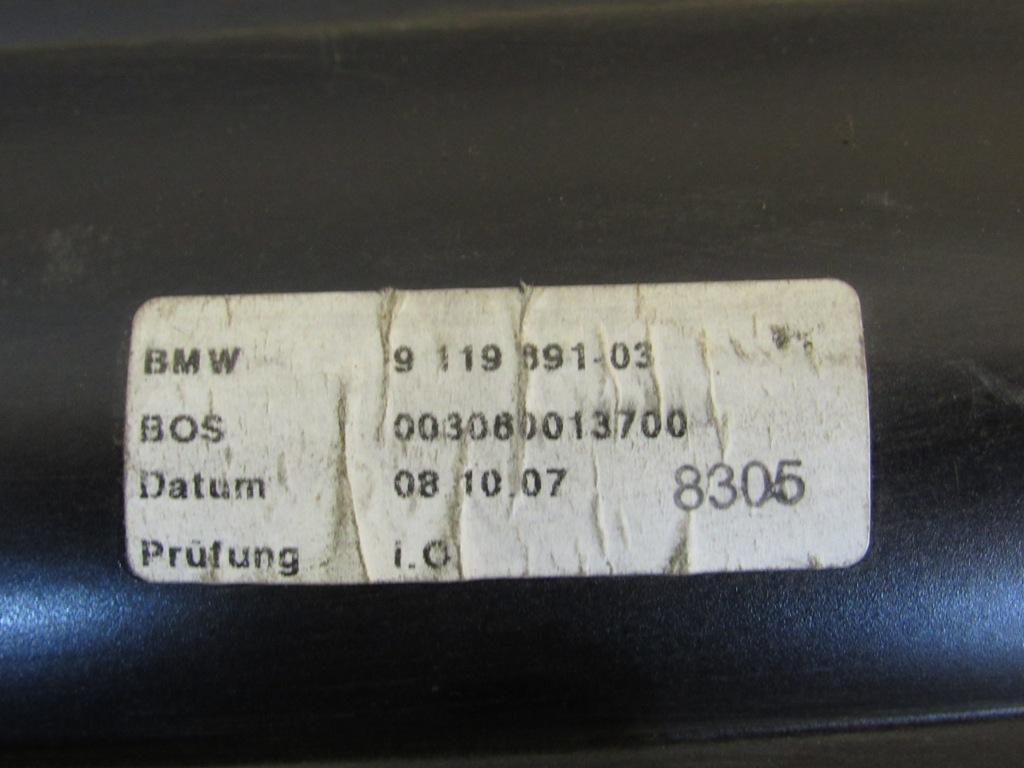 BMW 9 119 891-03
BOS 003060013700
Datum 08.10.07 8305
Prüfung i.O